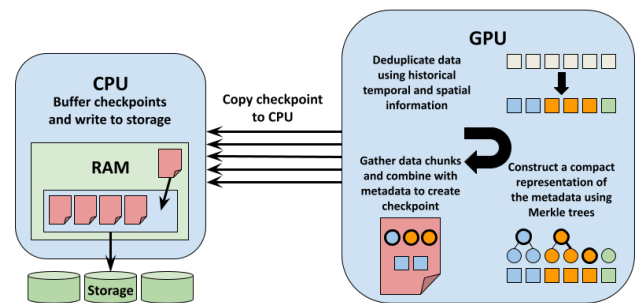 GPU
Deduplicate data
using historical
temporal and spatial
information
CPU
Buffer checkpoints
and write to storage
Copy checkpoint
to CPU
RAM
Gather data chunks
and combine with
metadata to create
checkpoint
Construct a compact
representation of
the metadata using
Merkle trees
Storage